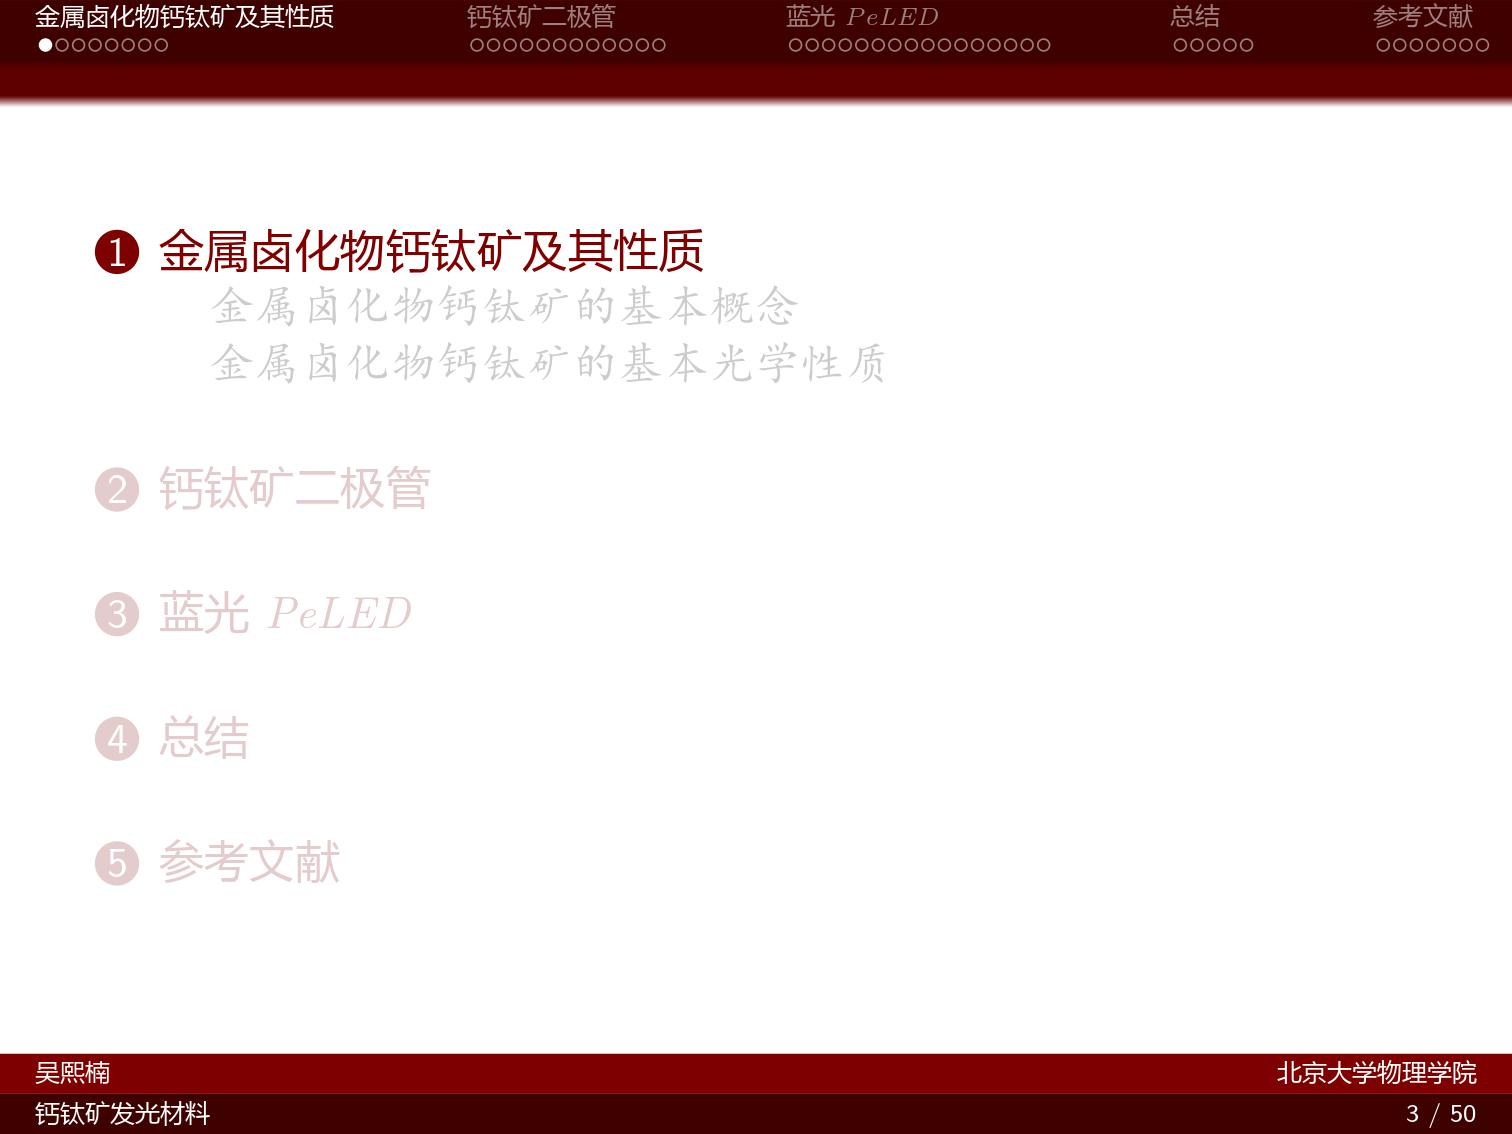 金属卤化物钙钛矿及其性质 钙钛矿二极管 蓝光 PeLED 总结 参考文献
1 金属卤化物钙钛矿及其性质
金属卤化物钙钛矿的基本概念
金属卤化物钙钛矿的基本光学性质
2 钙钛矿二极管
3 蓝光 PeLED
4 总结
5 参考文献
吴熙楠 北京大学物理学院
钙钛矿发光材料 3 / 50